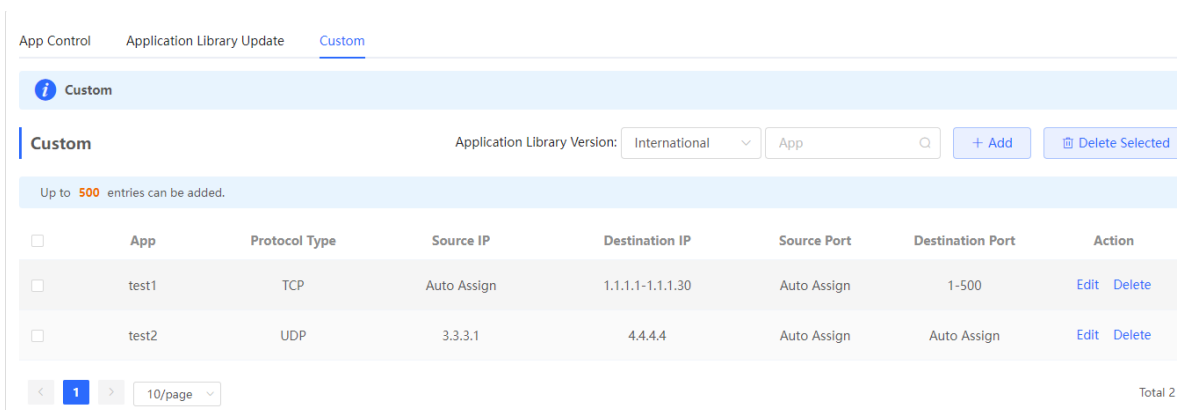 App Control Application Library Update Custom
Custom
Custom Application Library Version: International App + Add Delete Selected
Up to 500 entries can be added.
App Protocol Type Source IP Destination IP Source Port Destination Port Action
test1 TCP Auto Assign 1.1.1.1-1.1.1.30 Auto Assign 1-500 Edit Delete
test2 UDP 3.3.3.1 4.4.4.4 Auto Assign Auto Assign Edit Delete
< 1 > 10/page Total 2